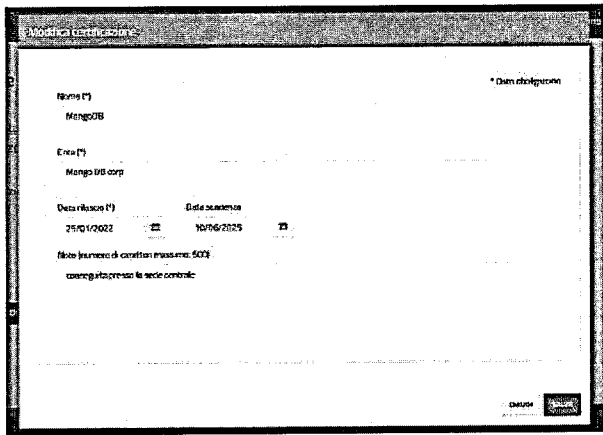 Modifica certificazione
* Dato obbligatorio
Nome (*)
MangoDB
Ente (*)
Mango DB corp
Data rilascio (*) Data scadenza
25/01/2022 10/06/2025
Note (numero di caratteri massimo: 500)
conseguita presso la sede centrale